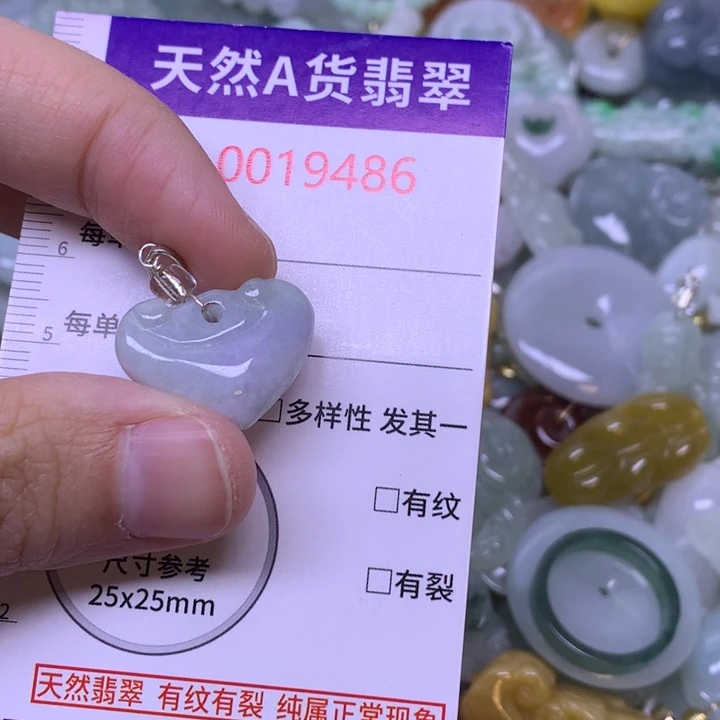 天然A货翡翠
0019486
6
每单
5 每单
□多样性 发其一
□有纹
□有裂
尺寸参考
25x25mm
2
天然翡翠 有纹有裂 纯属正常现象